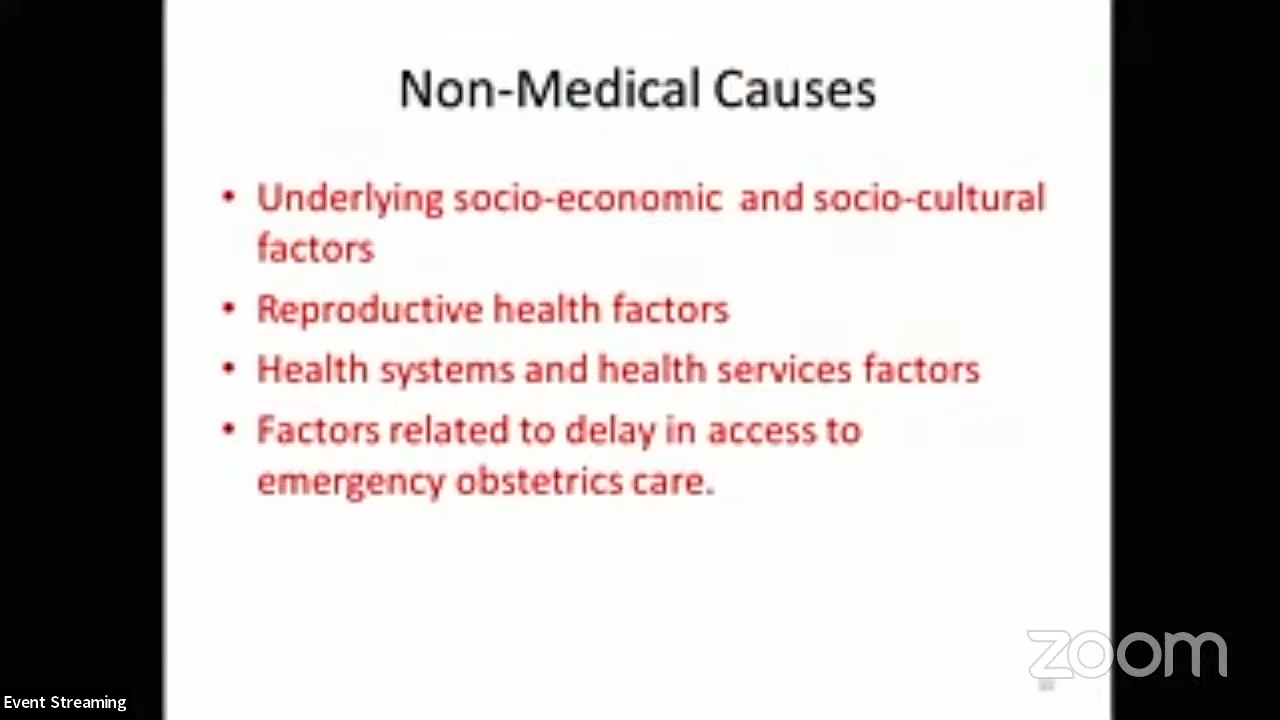 Non-Medical Causes
• Underlying socio-economic and socio-cultural
factors
• Reproductive health factors
• Health systems and health services factors
• Factors related to delay in access to
emergency obstetrics care.
zoom
Event Streaming